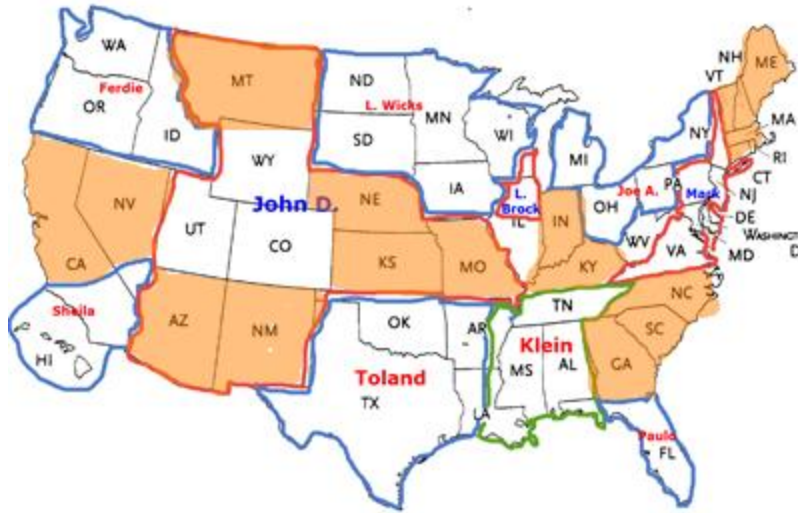 WA
MT
ND
MN
NH
VT
ME
Ferdie
OR
ID
L. Wicks
SD
WI
MI
NY
MA
RI
CT
WY
IA
NV
UT
John D.
NE
L. Brock
IL
IN
OH
Joe A.
PA
Mark
NJ
DE
WV
VA
MD
WASHINGTON
D
CA
CO
KS
MO
KY
Sheila
HI
AZ
NM
OK
AR
TN
NC
SC
Toland
TX
Klein
MS
AL
GA
LA
Paulo
FL